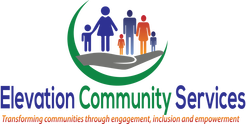 Elevation Community Services
Transforming communities through engagement, inclusion and empowerment